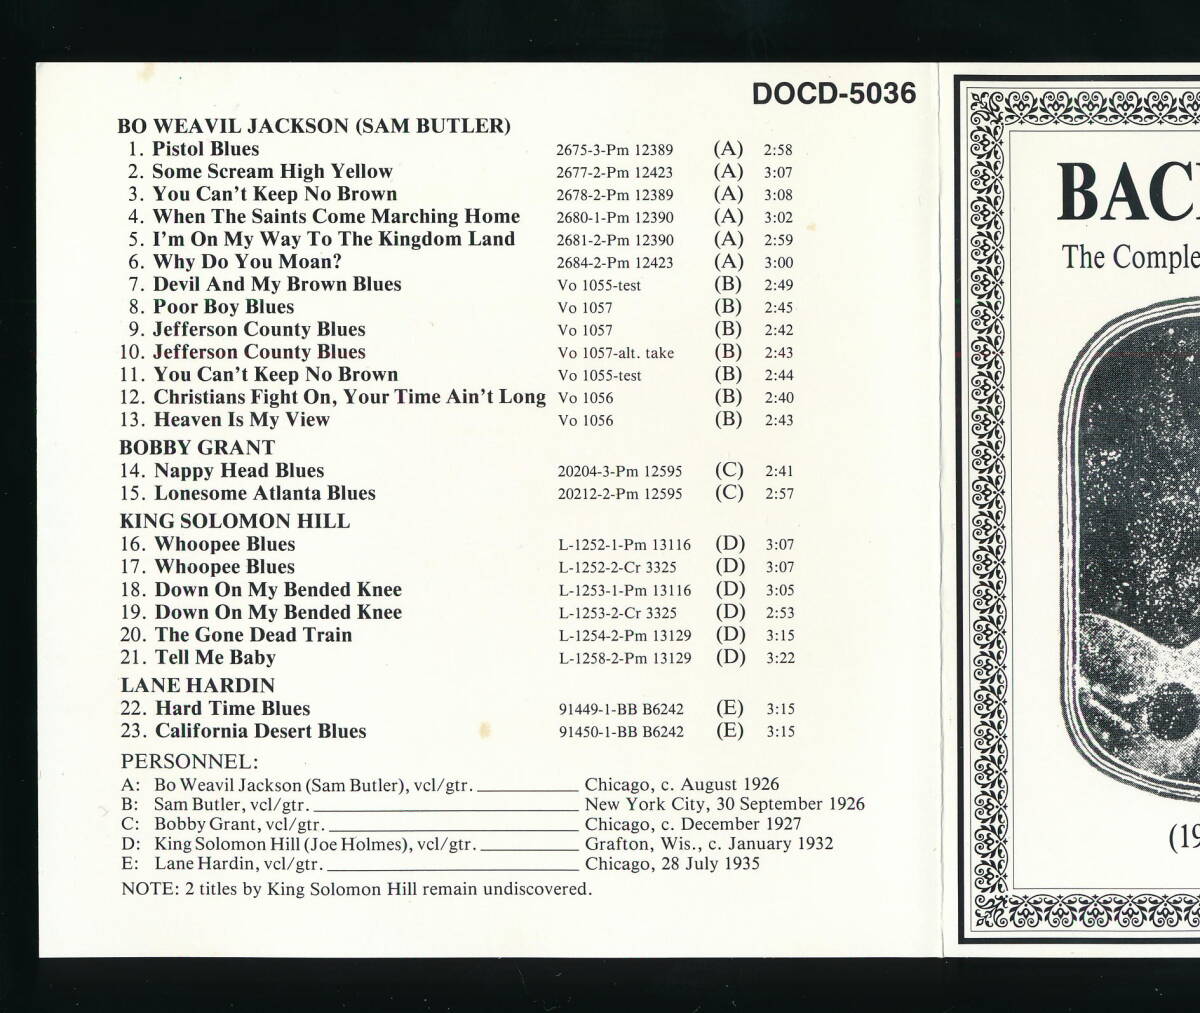 DOCD-5036
BO WEAVIL JACKSON (SAM BUTLER)
1. Pistol Blues 2675-3-Pm 12389 (A) 2:58
2. Some Scream High Yellow 2677-2-Pm 12423 (A) 3:07
3. You Can't Keep No Brown 2678-2-Pm 12389 (A) 3:08
4. When The Saints Come Marching Home 2680-1-Pm 12390 (A) 3:02
5. I'm On My Way To The Kingdom Land 2681-2-Pm 12390 (A) 2:59
6. Why Do You Moan? 2684-2-Pm 12423 (A) 3:00
7. Devil And My Brown Blues Vo 1055-test (B) 2:49
8. Poor Boy Blues Vo 1057 (B) 2:45
9. Jefferson County Blues Vo 1057 (B) 2:42
10. Jefferson County Blues Vo 1057-alt. take (B) 2:43
11. You Can't Keep No Brown Vo 1055-test (B) 2:44
12. Christians Fight On, Your Time Ain't Long Vo 1056 (B) 2:40
13. Heaven Is My View Vo 1056 (B) 2:43
BOBBY GRANT
14. Nappy Head Blues 20204-3-Pm 12595 (C) 2:41
15. Lonesome Atlanta Blues 20212-2-Pm 12595 (C) 2:57
KING SOLOMON HILL
16. Whoopee Blues L-1252-1-Pm 13116 (D) 3:07
17. Whoopee Blues L-1252-2-Cr 3325 (D) 3:07
18. Down On My Bended Knee L-1253-1-Pm 13116 (D) 3:05
19. Down On My Bended Knee L-1253-2-Cr 3325 (D) 2:53
20. The Gone Dead Train L-1254-2-Pm 13129 (D) 3:15
21. Tell Me Baby L-1258-2-Pm 13129 (D) 3:22
LANE HARDIN
22. Hard Time Blues 91449-1-BB B6242 (E) 3:15
23. California Desert Blues 91450-1-BB B6242 (E) 3:15
PERSONNEL:
A: Bo Weavil Jackson (Sam Butler), vcl/gtr. Chicago, c. August 1926
B: Sam Butler, vcl/gtr. New York City, 30 September 1926
C: Bobby Grant, vcl/gtr. Chicago, c. December 1927
D: King Solomon Hill (Joe Holmes), vcl/gtr. Grafton, Wis., c. January 1932
E: Lane Hardin, vcl/gtr. Chicago, 28 July 1935
NOTE: 2 titles by King Solomon Hill remain undiscovered.
The